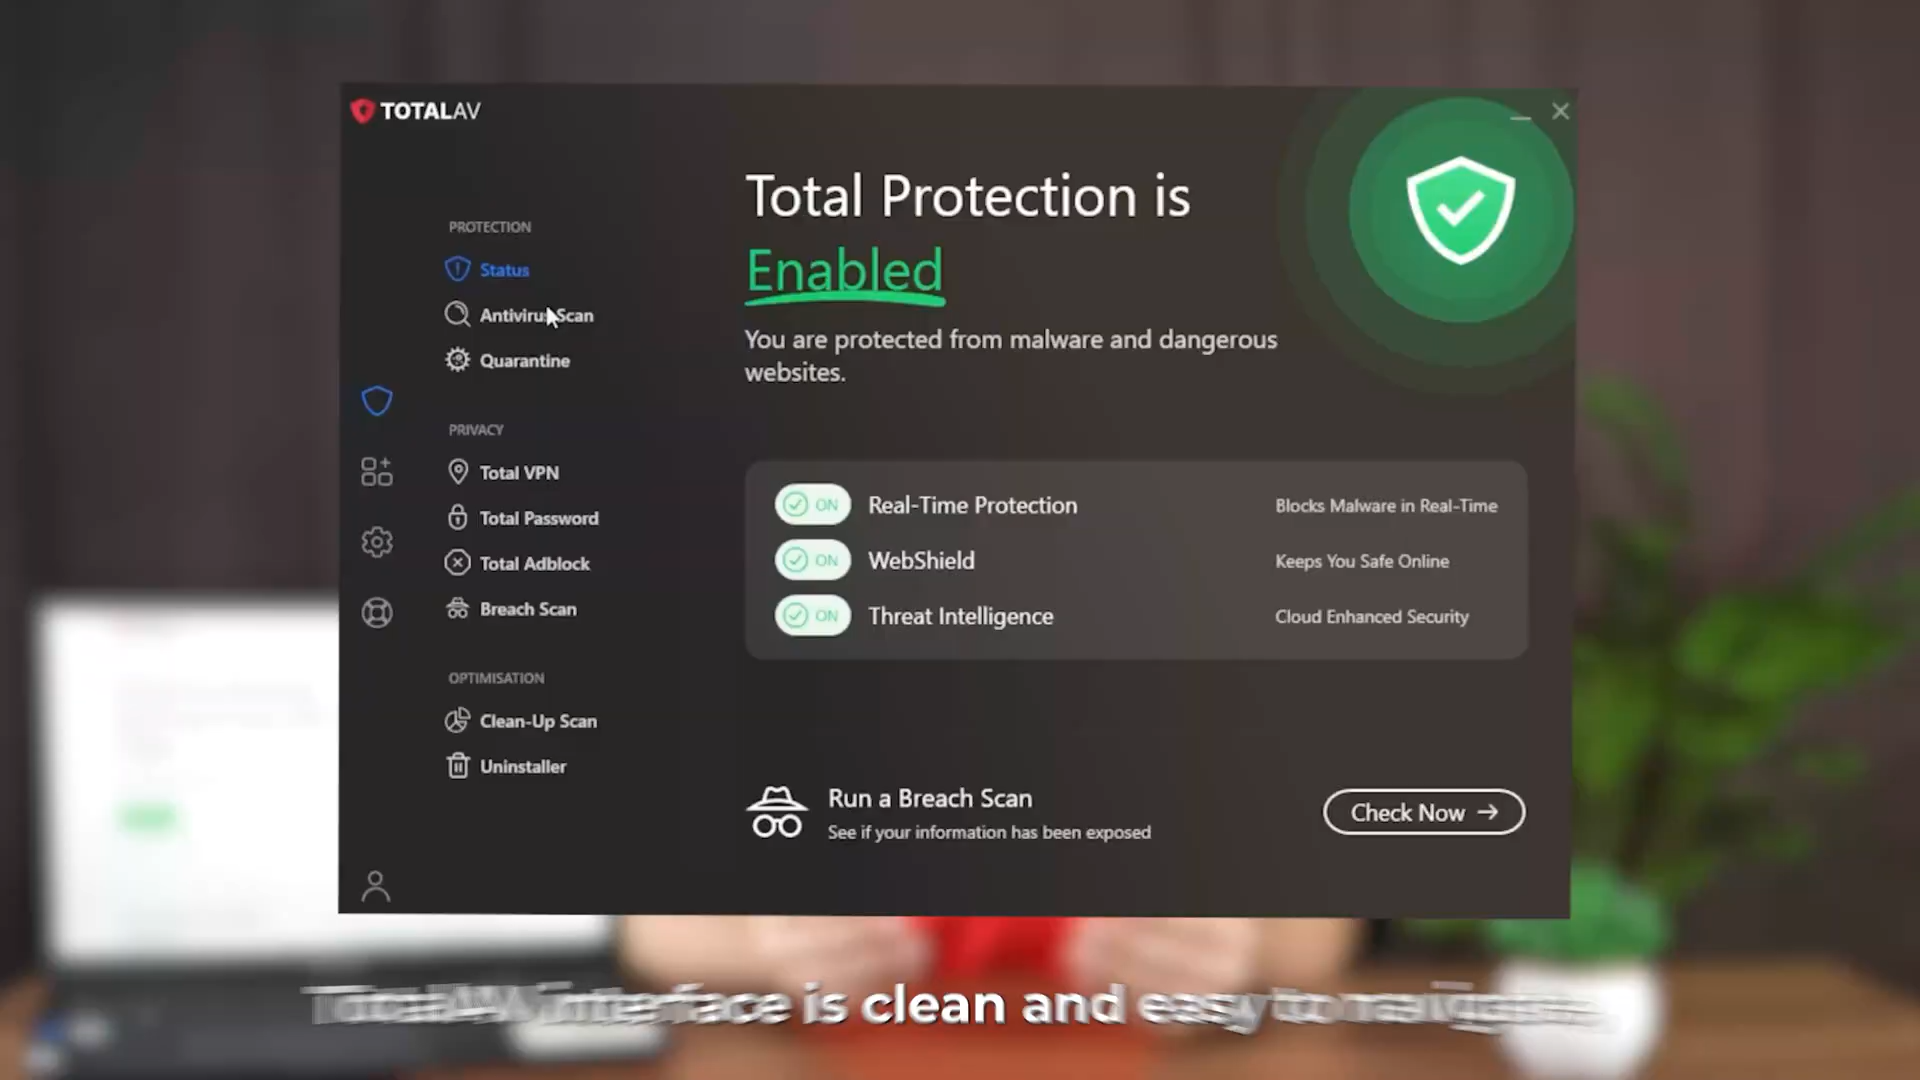 TOTALAV
PROTECTION
Status
Antivirus Scan
Quarantine
PRIVACY
Total VPN
Total Password
Total Adblock
Breach Scan
OPTIMISATION
Clean-Up Scan
Uninstaller
Total Protection is
Enabled
You are protected from malware and dangerous
websites.
ON Real-Time Protection Blocks Malware in Real-Time
ON WebShield Keeps You Safe Online
ON Threat Intelligence Cloud Enhanced Security
Run a Breach Scan
See if your information has been exposed
Check Now →
interface is clean and easy to